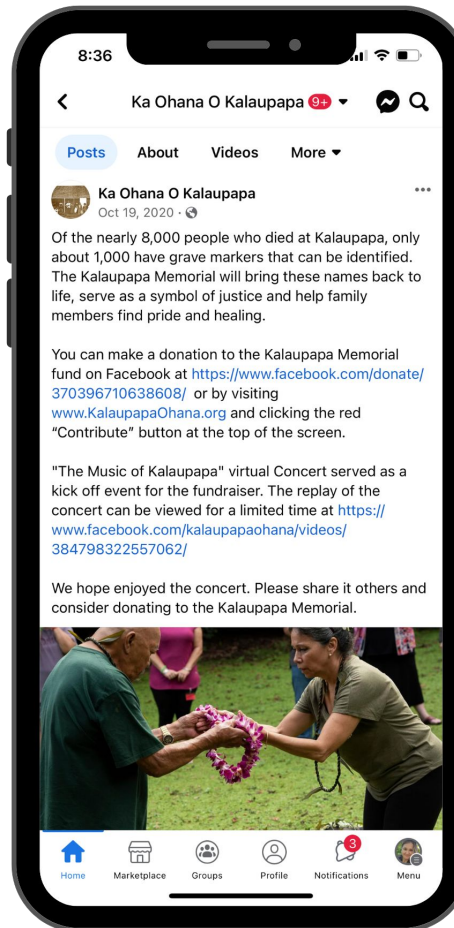 8:36
Ka Ohana O Kalaupapa 9+
Posts About Videos More
Ka Ohana O Kalaupapa
Oct 19, 2020 ·
Of the nearly 8,000 people who died at Kalaupapa, only
about 1,000 have grave markers that can be identified.
The Kalaupapa Memorial will bring these names back to
life, serve as a symbol of justice and help family
members find pride and healing.
You can make a donation to the Kalaupapa Memorial
fund on Facebook at https://www.facebook.com/donate/
370396710638608/ or by visiting
www.KalaupapaOhana.org and clicking the red
“Contribute” button at the top of the screen.
"The Music of Kalaupapa" virtual Concert served as a
kick off event for the fundraiser. The replay of the
concert can be viewed for a limited time at https://
www.facebook.com/kalaupapaohana/videos/
384798322557062/
We hope enjoyed the concert. Please share it others and
consider donating to the Kalaupapa Memorial.
3
Home Marketplace Groups Profile Notifications Menu